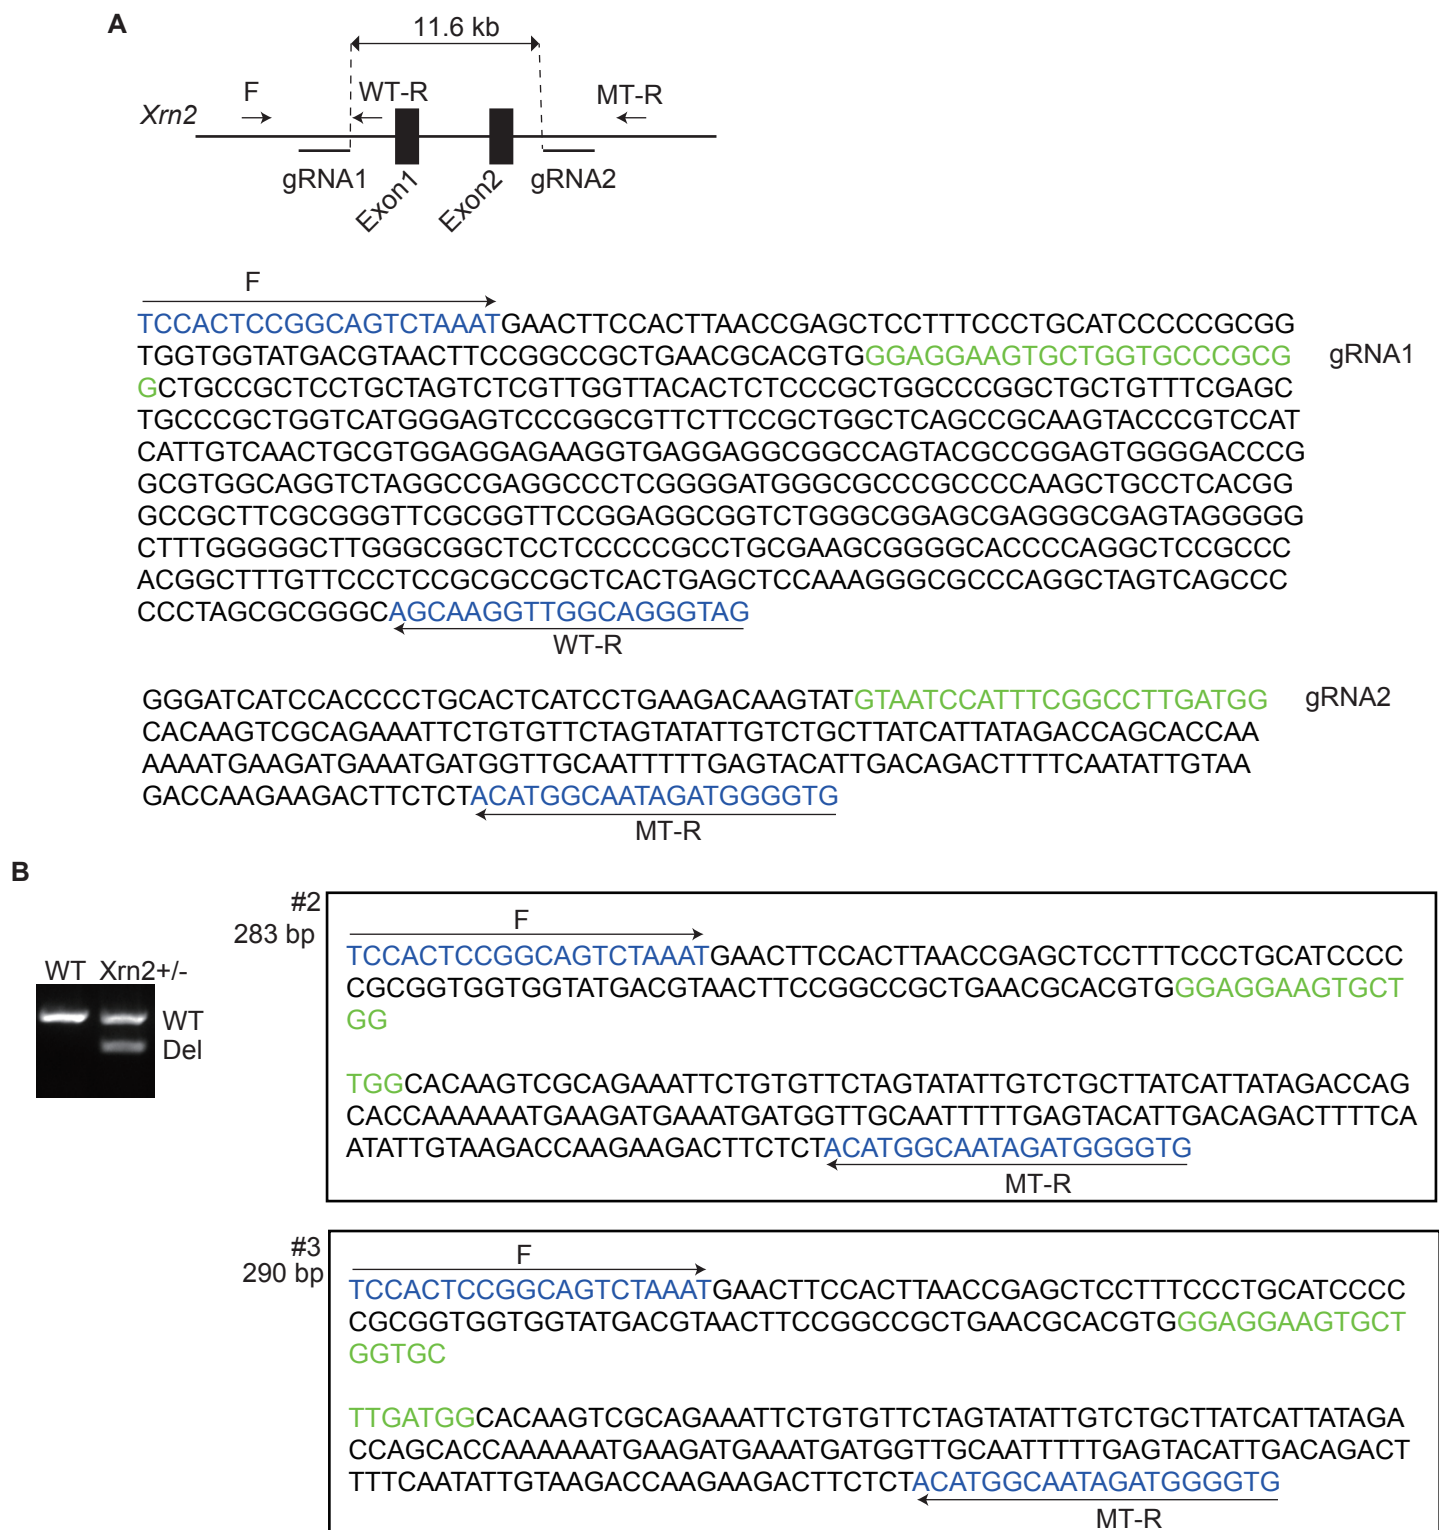 A
11.6 kb
F
WT-R
MT-R
Xrn2
gRNA1
Exon1
Exon2
gRNA2
F
TCCACTCCGGCAGTCTAAATGAACTTCCACTTAACCGAGCTCCTTTCCCTGCATCCCCCGCGG
TGGTGGTATGACGTAACTTCCGGCCGCTGAACGCACGTGGGAGGAAGTGCTGGTGCCCGCG gRNA1
GCTGCCGCTCCTGCTAGTCTCGTTGGTTACACTCTCCCGCTGGCCCGGCTGCTGTTTCGAGC
TGCCCGCTGGTCATGGGAGTCCCGGCGTTCTTCCGCTGGCTCAGCCGCAAGTACCCGTCCAT
CATTGTCAACTGCGTGGAGGAGAAGGTGAGGAGGCGGCCAGTACGCCGGAGTGGGGACCCG
GCGTGGCAGGTCTAGGCCGAGGCCCTCGGGGATGGGCGCCCGCCCCAAGCTGCCTCACGG
GCCGCTTCGCGGGTTCGCGGTTCCGGAGGCGGTCTGGGCGGAGCGAGGGCGAGTAGGGGG
CTTTGGGGGCTTGGGCGGCTCCTCCCCCGCCTGCGAAGCGGGGCACCCCAGGCTCCGCCC
ACGGCTTTGTTCCCTCCGCGCCGCTCACTGAGCTCCAAAGGGCGCCCAGGCTAGTCAGCCC
CCCTAGCGCGGGCAGCAAGGTTGGCAGGGTAG
WT-R
GGGATCATCCACCCCTGCACTCATCCTGAAGACAAGTATGTAATCCATTTCGGCCTTGATGG gRNA2
CACAAGTCGCAGAAATTCTGTGTTCTAGTATATTGTCTGCTTATCATTATAGACCAGCACCAA
AAAATGAAGATGAAATGATGGTTGCAATTTTTGAGTACATTGACAGACTTTTCAATATTGTAA
GACCAAGAAGACTTCTCTACATGGCAATAGATGGGGTG
MT-R
B
WT Xrn2+/-
WT
Del
#2
283 bp
F
TCCACTCCGGCAGTCTAAATGAACTTCCACTTAACCGAGCTCCTTTCCCTGCATCCCC
CGCGGTGGTGGTATGACGTAACTTCCGGCCGCTGAACGCACGTGGGAGGAAGTGCT
GG
TGGCACAAGTCGCAGAAATTCTGTGTTCTAGTATATTGTCTGCTTATCATTATAGACCAG
CACCAAAAAATGAAGATGAAATGATGGTTGCAATTTTTGAGTACATTGACAGACTTTTCA
ATATTGTAAGACCAAGAAGACTTCTCTACATGGCAATAGATGGGGTG
MT-R
#3
290 bp
F
TCCACTCCGGCAGTCTAAATGAACTTCCACTTAACCGAGCTCCTTTCCCTGCATCCCC
CGCGGTGGTGGTATGACGTAACTTCCGGCCGCTGAACGCACGTGGGAGGAAGTGCT
GGTGC
TTGATGGCACAAGTCGCAGAAATTCTGTGTTCTAGTATATTGTCTGCTTATCATTATAGA
CCAGCACCAAAAAATGAAGATGAAATGATGGTTGCAATTTTTGAGTACATTGACAGACT
TTTCAATATTGTAAGACCAAGAAGACTTCTCTACATGGCAATAGATGGGGTG
MT-R